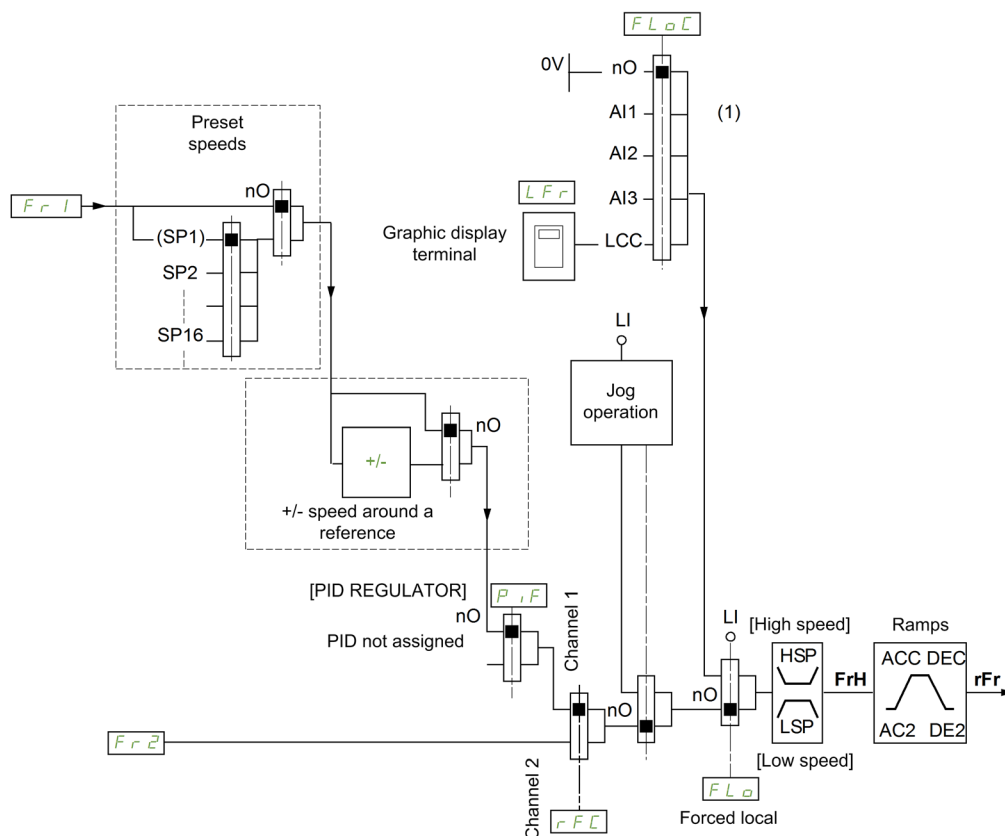 FLoC
0V
nO
AI1
(1)
AI2
AI3
LCC
LFr
Graphic display
terminal
Preset
speeds
nO
Fr1
(SP1)
SP2
SP16
LI
Jog
operation
nO
+/-
+/- speed around a
reference
[PID REGULATOR]
PiF
nO
PID not assigned
Channel 1
nO
LI
nO
[High speed]
HSP
LSP
[Low speed]
FrH
Ramps
ACC DEC
AC2 DE2
rFr
Fr2
Channel 2
rFC
FLo
Forced local